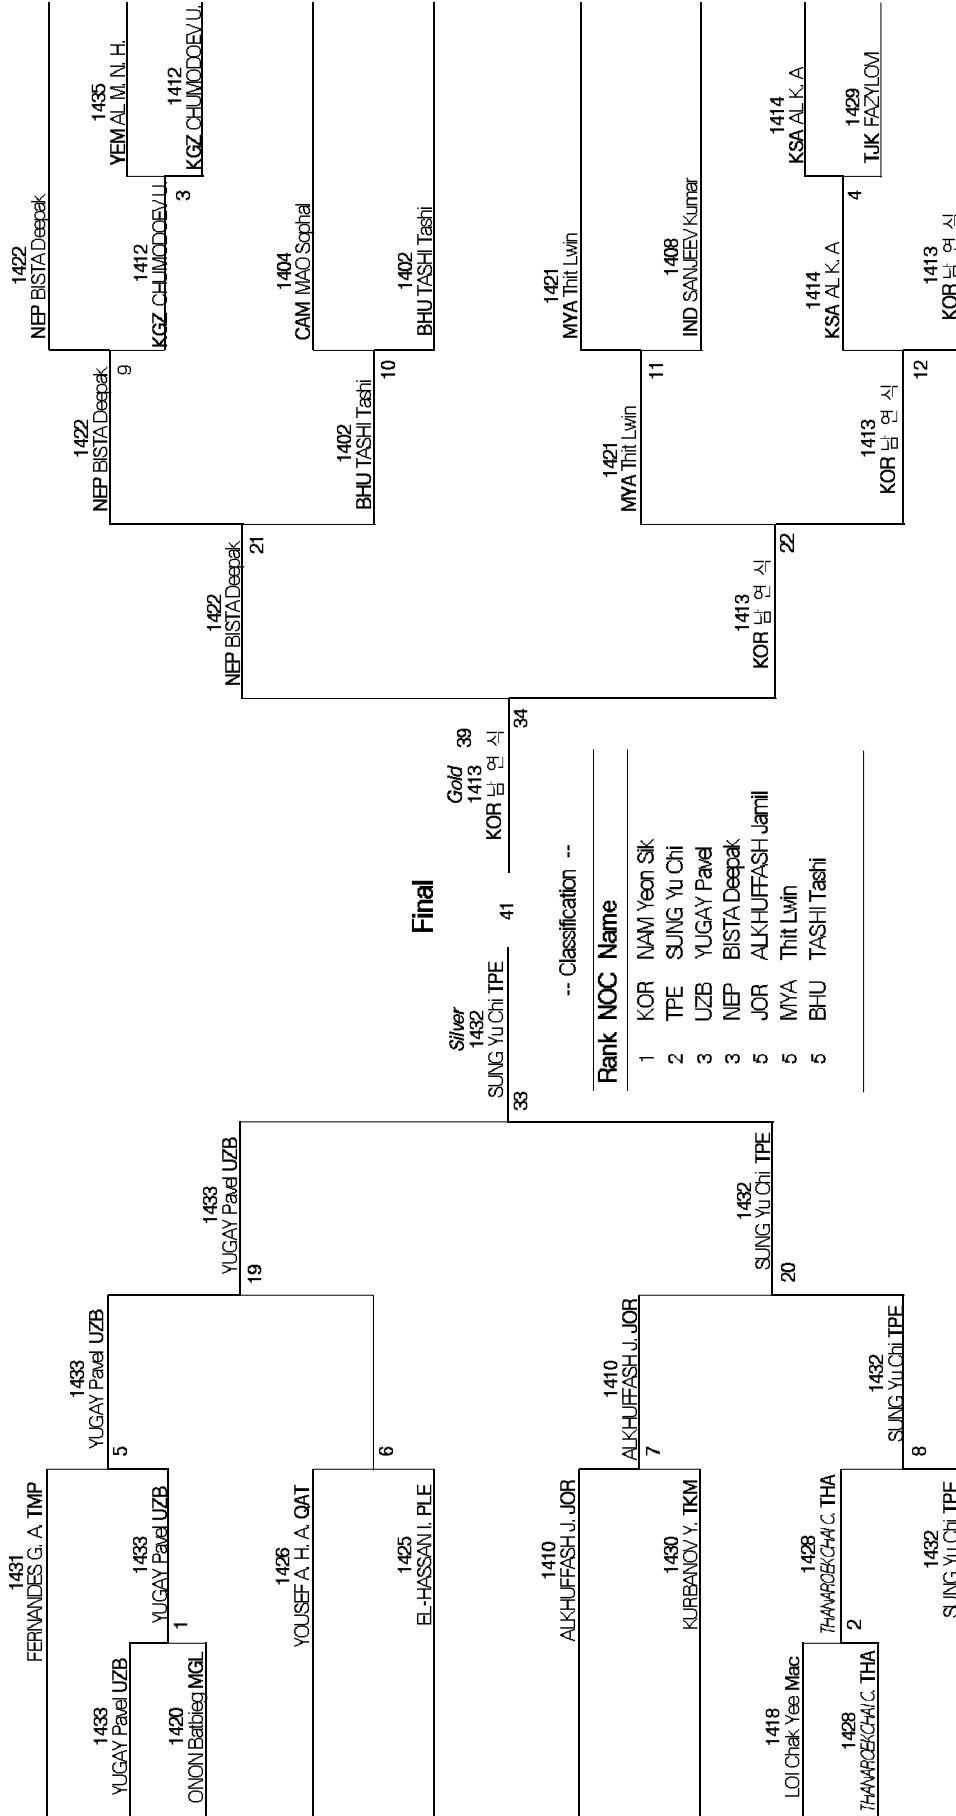 1431
FERNANDES G. A. TMP
1433
YUGAY Pavel UZB
1433
YUGAY Pavel UZB
1
1420
ONON Batbieg MGL
1433
YUGAY Pavel UZB
5
1426
YOUSEF A. H. A. QAT
6
1425
EL-HASSAN I. PLE
1433
YUGAY Pavel UZB
19
1410
ALKHUFFASH J. JOR
1410
ALKHUFFASH J. JOR
7
1430
KURBANOV Y. TKM
1418
LOI Chak Yee Mac
1428
THANAROEKCHAI C. THA
2
1428
THANAROEKCHAI C. THA
1432
SUNG Yu Chi TPE
8
1432
SUNG Yu Chi TPE
1432
SUNG Yu Chi TPE
20
Silver
1432
SUNG Yu Chi TPE
33
Final
41
Gold 39
1413
KOR 남 연 식
34
-- Classification --
Rank NOC Name
1 KOR NAM Yeon Sik
2 TPE SUNG Yu Chi
3 UZB YUGAY Pavel
3 NEP BISTA Deepak
5 JOR ALKHUFFASH Jamil
5 MYA Thit Lwin
5 BHU TASHI Tashi
1422
NEP BISTA Deepak
21
1422
NEP BISTA Deepak
9
1422
NEP BISTA Deepak
1435
YEM AL M. N. H.
1412
KGZ CHUMODOEV U.
3
1412
KGZ CHUMODOEV U.
1402
BHU TASHI Tashi
10
1404
CAM MAO Sophal
1402
BHU TASHI Tashi
1413
KOR 남 연 식
22
1421
MYA Thit Lwin
11
1421
MYA Thit Lwin
1408
IND SANJEEV Kumar
1413
KOR 남 연 식
12
1414
KSA AL K. A
4
1414
KSA AL K. A
1429
TJK FAZYLOV I
1413
KOR 남 연 식